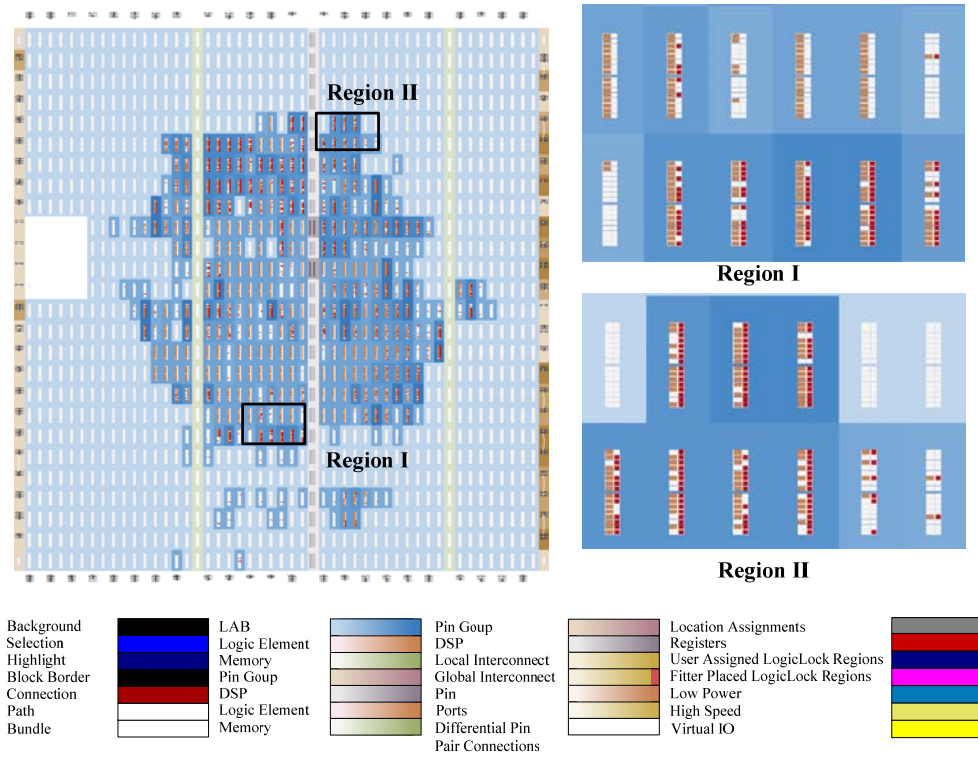 Region II
Region I
Region I
Region II
Background
Selection
Highlight
Block Border
Connection
Path
Bundle
LAB
Logic Element
Memory
Pin Goup
DSP
Logic Element
Memory
Pin Goup
DSP
Local Interconnect
Global Interconnect
Pin
Ports
Differential Pin
Pair Connections
Location Assignments
Registers
User Assigned LogicLock Regions
Fitter Placed LogicLock Regions
Low Power
High Speed
Virtual IO